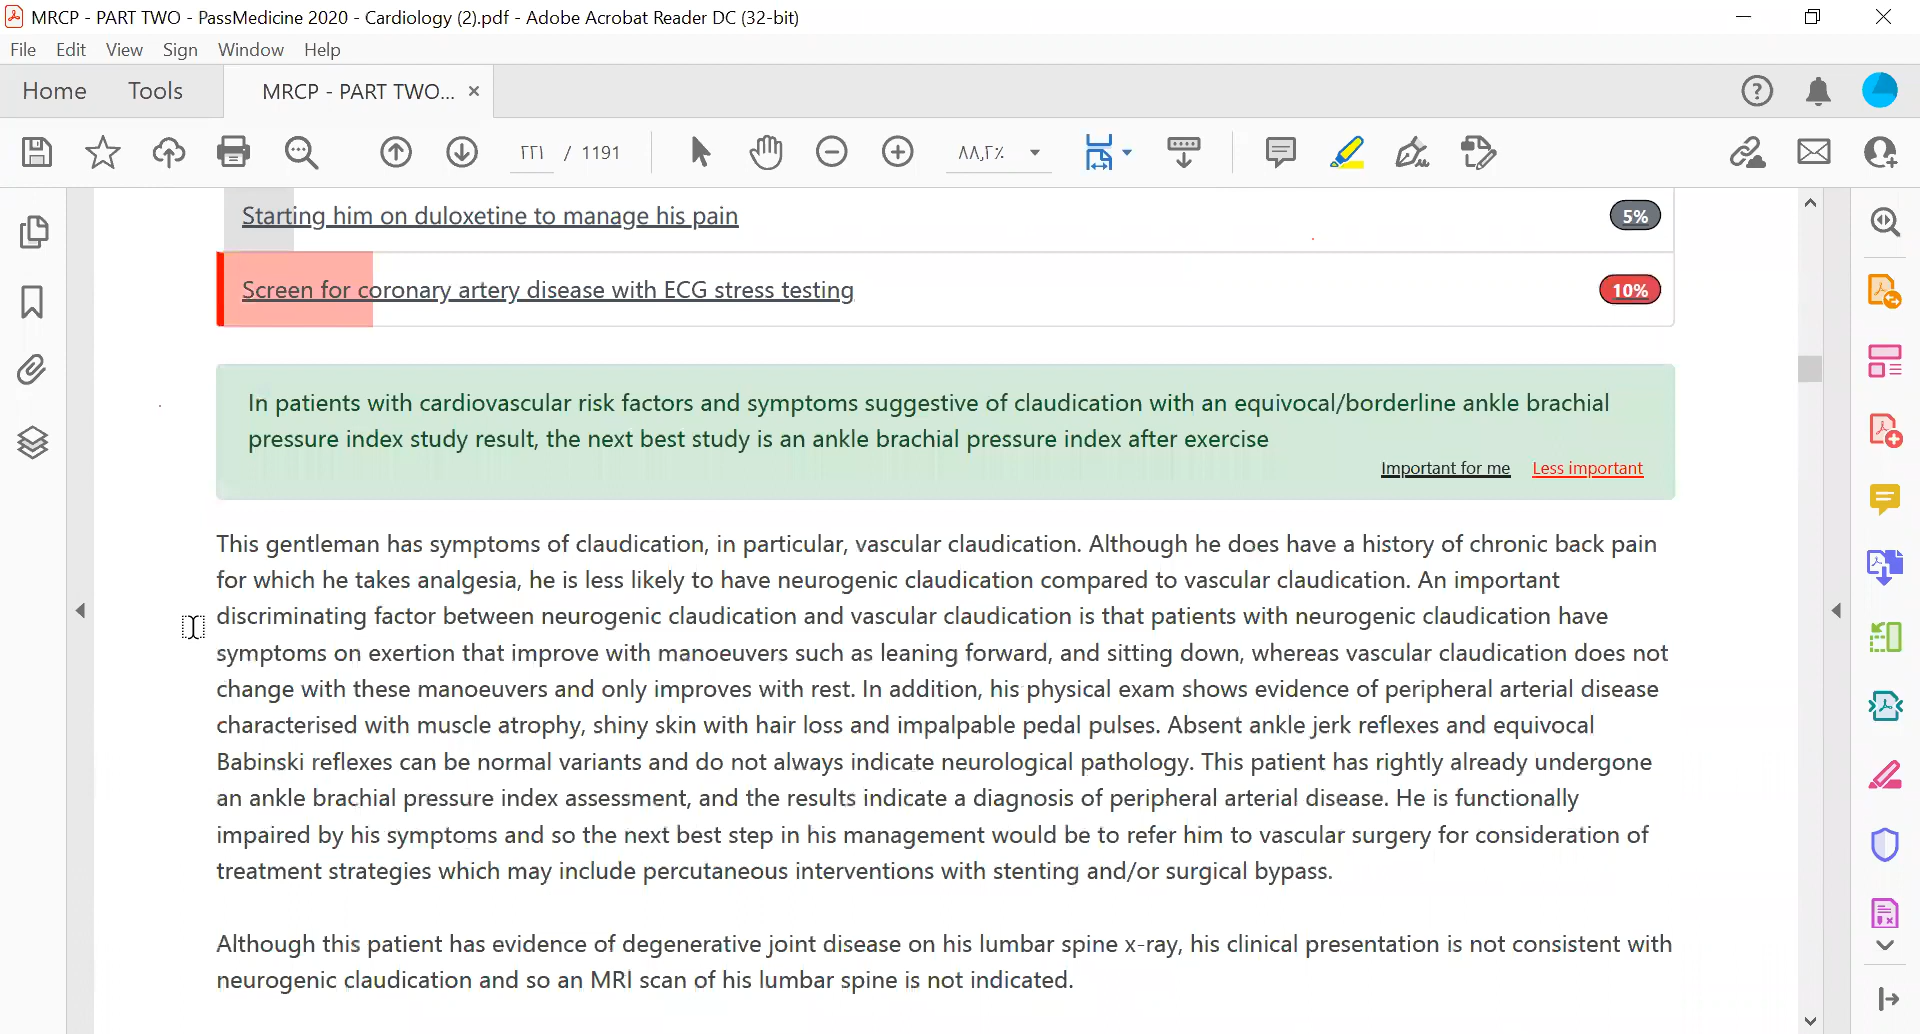 MRCP - PART TWO - PassMedicine 2020 - Cardiology (2).pdf - Adobe Acrobat Reader DC (32-bit)
File Edit View Sign Window Help
Home Tools MRCP - PART TWO...
٢٢١ / 1191 ٨٨,٢٪
Starting him on duloxetine to manage his pain 5%
Screen for coronary artery disease with ECG stress testing 10%
In patients with cardiovascular risk factors and symptoms suggestive of claudication with an equivocal/borderline ankle brachial
pressure index study result, the next best study is an ankle brachial pressure index after exercise
Important for me Less important
This gentleman has symptoms of claudication, in particular, vascular claudication. Although he does have a history of chronic back pain
for which he takes analgesia, he is less likely to have neurogenic claudication compared to vascular claudication. An important
discriminating factor between neurogenic claudication and vascular claudication is that patients with neurogenic claudication have
symptoms on exertion that improve with manoeuvers such as leaning forward, and sitting down, whereas vascular claudication does not
change with these manoeuvers and only improves with rest. In addition, his physical exam shows evidence of peripheral arterial disease
characterised with muscle atrophy, shiny skin with hair loss and impalpable pedal pulses. Absent ankle jerk reflexes and equivocal
Babinski reflexes can be normal variants and do not always indicate neurological pathology. This patient has rightly already undergone
an ankle brachial pressure index assessment, and the results indicate a diagnosis of peripheral arterial disease. He is functionally
impaired by his symptoms and so the next best step in his management would be to refer him to vascular surgery for consideration of
treatment strategies which may include percutaneous interventions with stenting and/or surgical bypass.
Although this patient has evidence of degenerative joint disease on his lumbar spine x-ray, his clinical presentation is not consistent with
neurogenic claudication and so an MRI scan of his lumbar spine is not indicated.